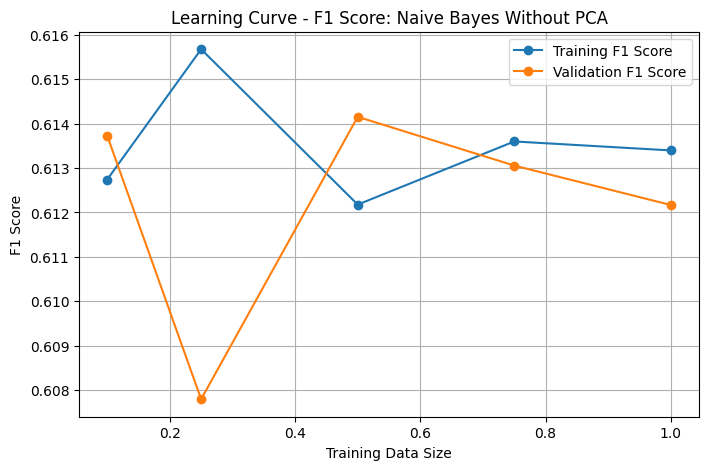 Learning Curve - F1 Score: Naive Bayes Without PCA
0.616
0.615
0.614
0.613
0.612
0.611
0.610
0.609
0.608
F1 Score
Training F1 Score
Validation F1 Score
0.2
0.4
0.6
0.8
1.0
Training Data Size